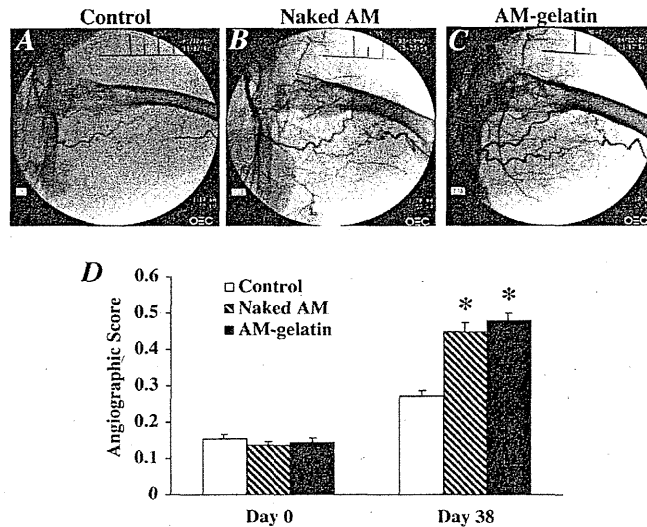 Control Naked AM AM-gelatin
A B C
OEC OEC OEC
D
0.6
0.5
0.4
0.3
0.2
0.1
0
Angiographic Score
Control
Naked AM
AM-gelatin
* *
Day 0 Day 38